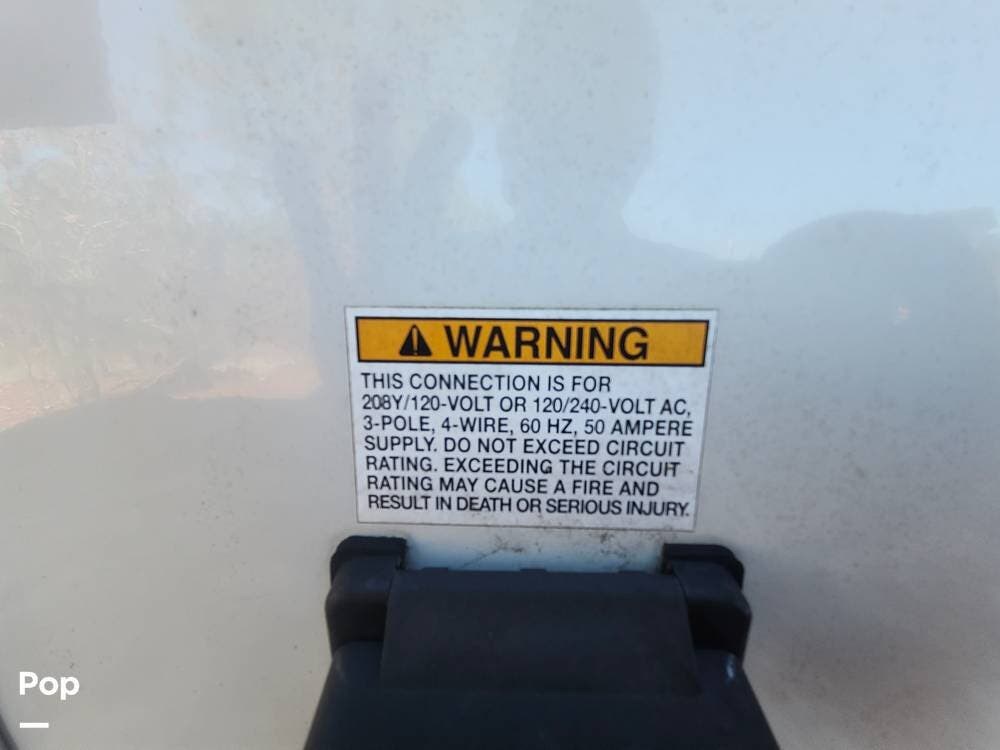 WARNING
THIS CONNECTION IS FOR
208Y/120-VOLT OR 120/240-VOLT AC,
3-POLE, 4-WIRE, 60 HZ, 50 AMPERE
SUPPLY. DO NOT EXCEED CIRCUIT
RATING. EXCEEDING THE CIRCUIT
RATING MAY CAUSE A FIRE AND
RESULT IN DEATH OR SERIOUS INJURY.
Pop